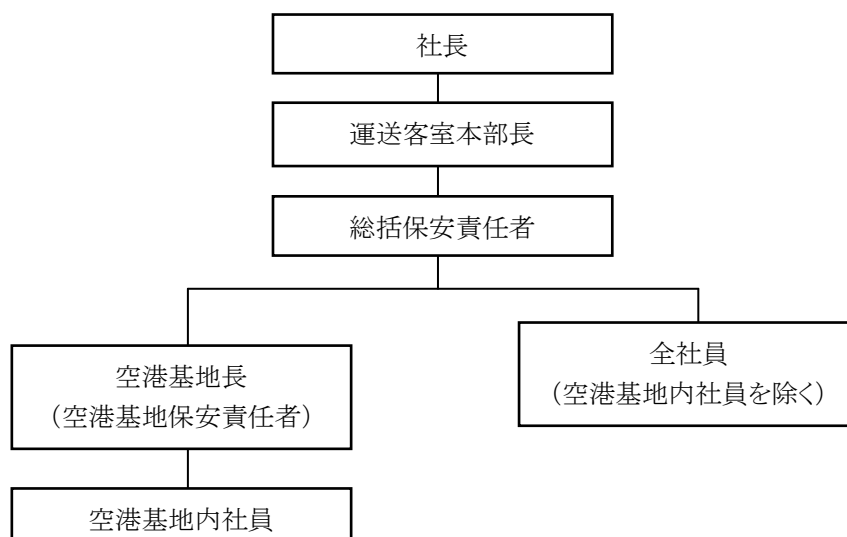 社長
運送客室本部長
総括保安責任者
空港基地長
（空港基地保安責任者）
全社員
（空港基地内社員を除く）
空港基地内社員